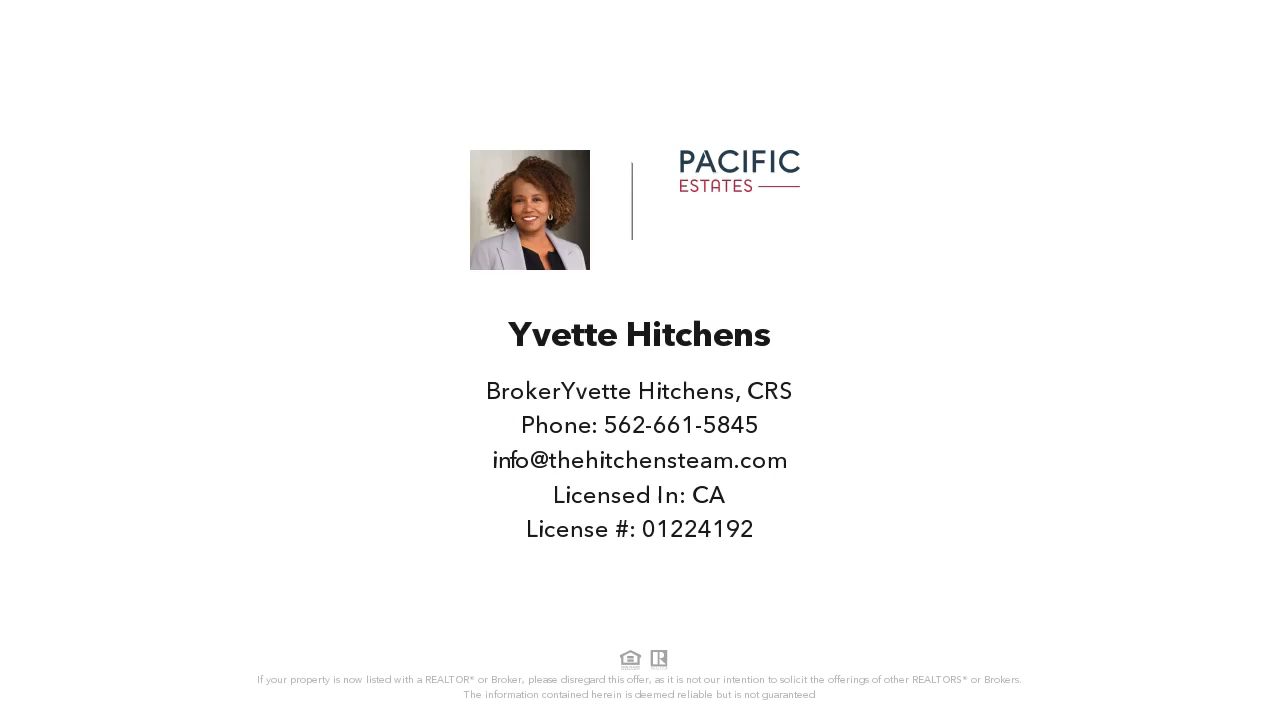 PACIFIC
ESTATES
Yvette Hitchens
BrokerYvette Hitchens, CRS
Phone: 562-661-5845
info@thehitchensteam.com
Licensed In: CA
License #: 01224192
If your property is now listed with a REALTOR® or Broker, please disregard this offer, as it is not our intention to solicit the offerings of other REALTORS® or Brokers.
The information contained herein is deemed reliable but is not guaranteed